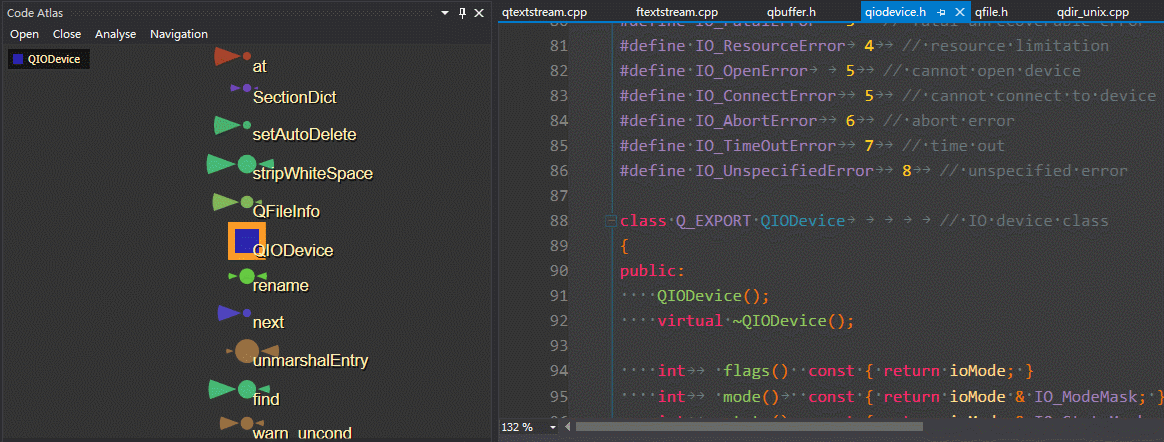 Code Atlas
Open Close Analyse Navigation
QIODevice
at
SectionDict
setAutoDelete
stripWhiteSpace
QFileInfo
QIODevice
rename
next
unmarshalEntry
find
warn_uncond
qtextstream.cpp ftextstream.cpp qbuffer.h qiodevice.h qfile.h qdir_unix.cpp
81 #define IO_ResourceError 4 // resource limitation
82 #define IO_OpenError 5 // cannot open device
83 #define IO_ConnectError 5 // cannot connect to device
84 #define IO_AbortError 6 // abort error
85 #define IO_TimeOutError 7 // time out
86 #define IO_UnspecifiedError 8 // unspecified error
87
88 class Q_EXPORT QIODevice // IO device class
89 {
90 public:
91 QIODevice();
92 virtual ~QIODevice();
93
94 int flags() const { return ioMode; }
95 int mode() const { return ioMode & IO_ModeMask; }
132 %